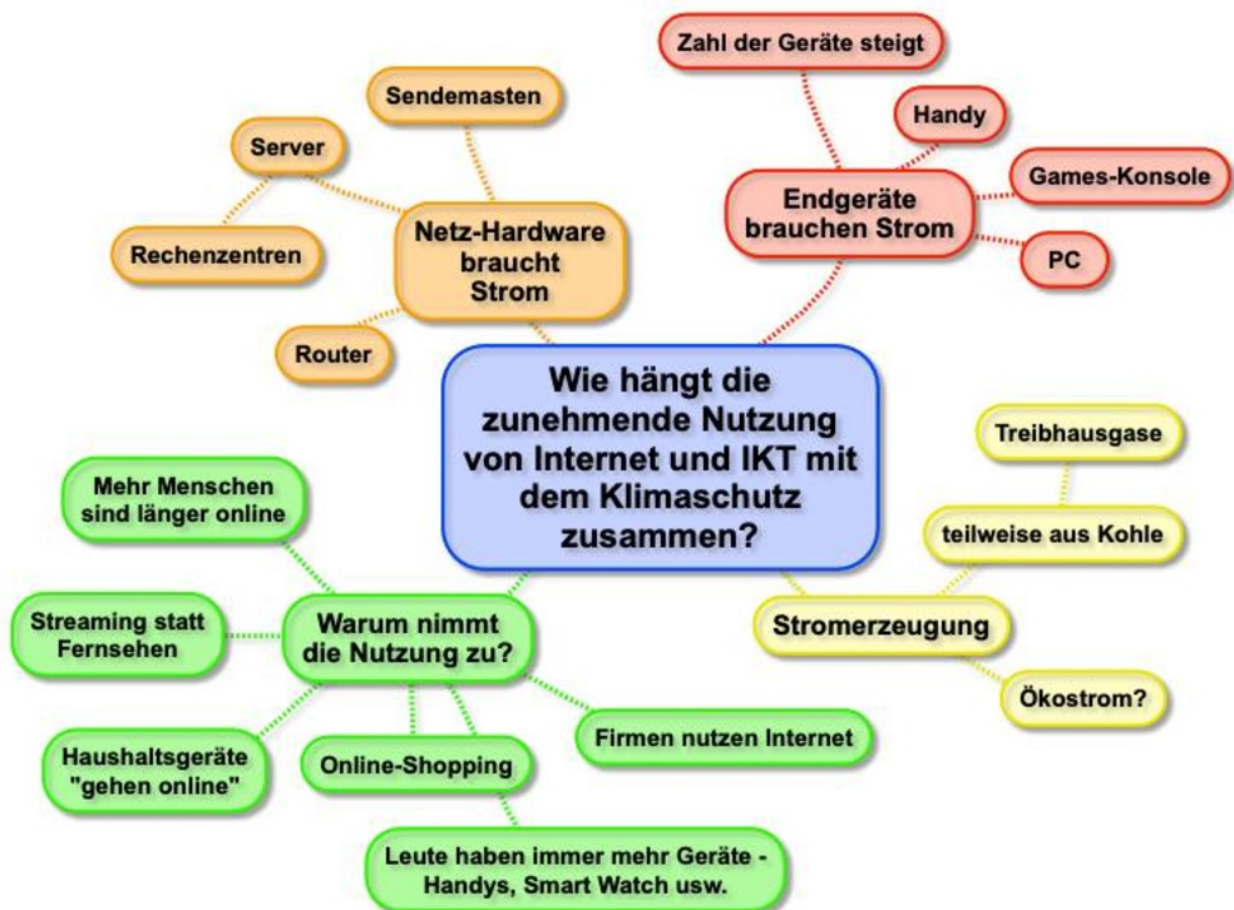 Zahl der Geräte steigt
Sendemasten
Handy
Server
Games-Konsole
Endgeräte
brauchen Strom
Netz-Hardware
braucht
Strom
Rechenzentren
PC
Router
Wie hängt die
zunehmende Nutzung
von Internet und IKT mit
dem Klimaschutz
zusammen?
Treibhausgase
Mehr Menschen
sind länger online
teilweise aus Kohle
Streaming statt
Fernsehen
Warum nimmt
die Nutzung zu?
Stromerzeugung
Ökostrom?
Haushaltsgeräte
"gehen online"
Online-Shopping
Firmen nutzen Internet
Leute haben immer mehr Geräte -
Handys, Smart Watch usw.